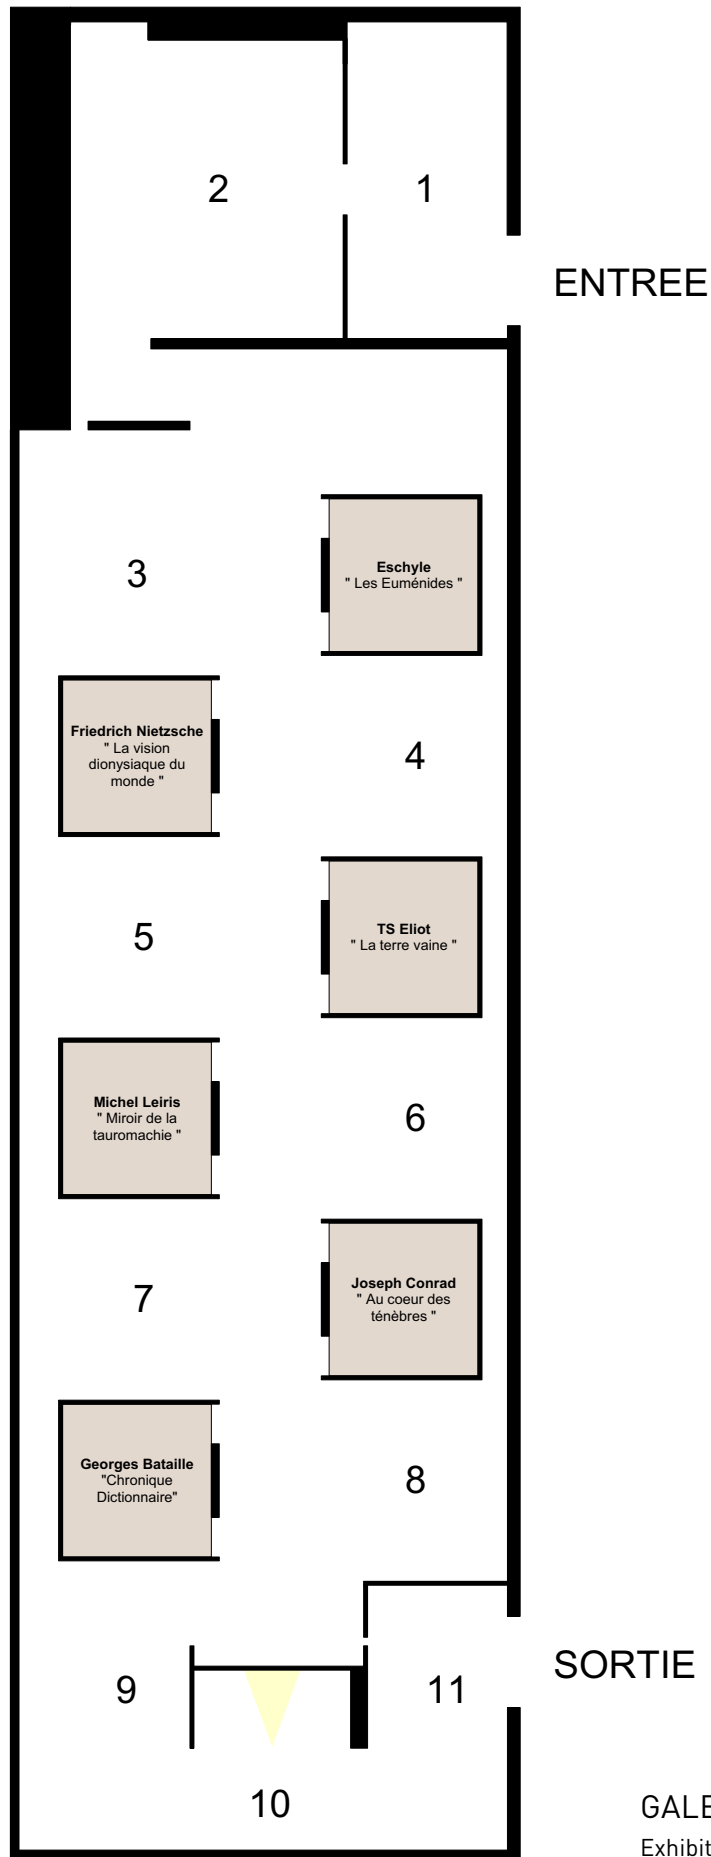 2
1
ENTREE
3
Eschyle
" Les Euménides "
Friedrich Nietzsche
" La vision
dionysiaque du
monde "
4
5
TS Eliot
" La terre vaine "
Michel Leiris
" Miroir de la
tauromachie "
6
7
Joseph Conrad
" Au coeur des
ténèbres "
Georges Bataille
"Chronique
Dictionnaire"
8
9
11
SORTIE
10